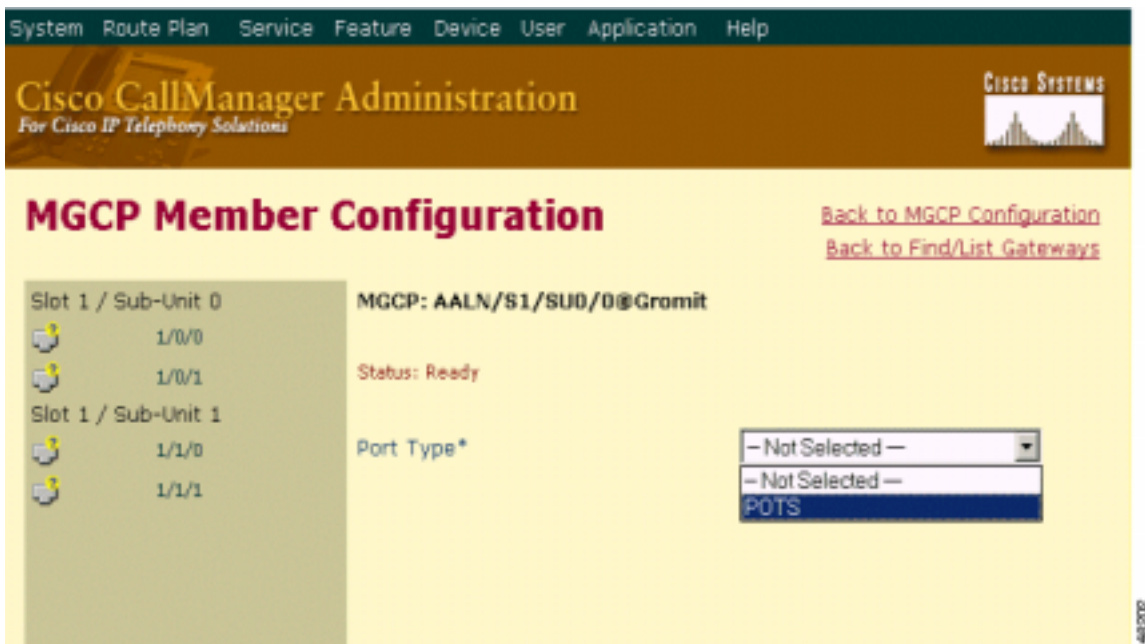 System Route Plan Service Feature Device User Application Help
Cisco CallManager Administration
For Cisco IP Telephony Solutions
CISCO SYSTEMS
MGCP Member Configuration
Back to MGCP Configuration
Back to Find/List Gateways
Slot 1 / Sub-Unit 0
1/0/0
1/0/1
Slot 1 / Sub-Unit 1
1/1/0
1/1/1
MGCP: AALN/S1/SU0/0@Gromit
Status: Ready
Port Type*
– Not Selected —
– Not Selected —
POTS